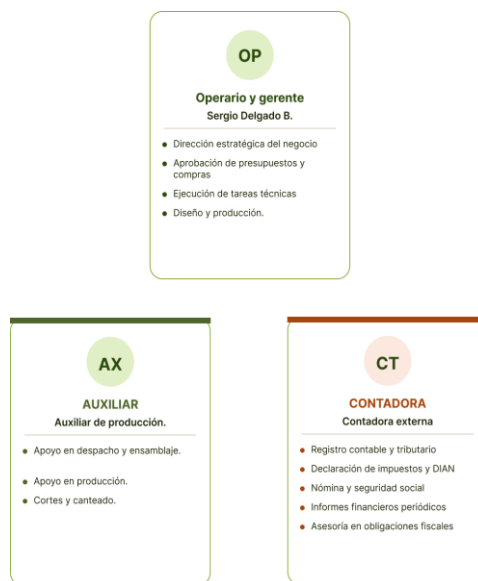 OP
Operario y gerente
Sergio Delgado B.
Dirección estratégica del negocio
Aprobación de presupuestos y
compras
Ejecución de tareas técnicas
Diseño y producción.
AX
AUXILIAR
Auxiliar de producción.
Apoyo en despacho y ensamblaje.
Apoyo en producción.
Cortes y canteado.
CT
CONTADORA
Contadora externa
Registro contable y tributario
Declaración de impuestos y DIAN
Nómina y seguridad social
Informes financieros periódicos
Asesoría en obligaciones fiscales